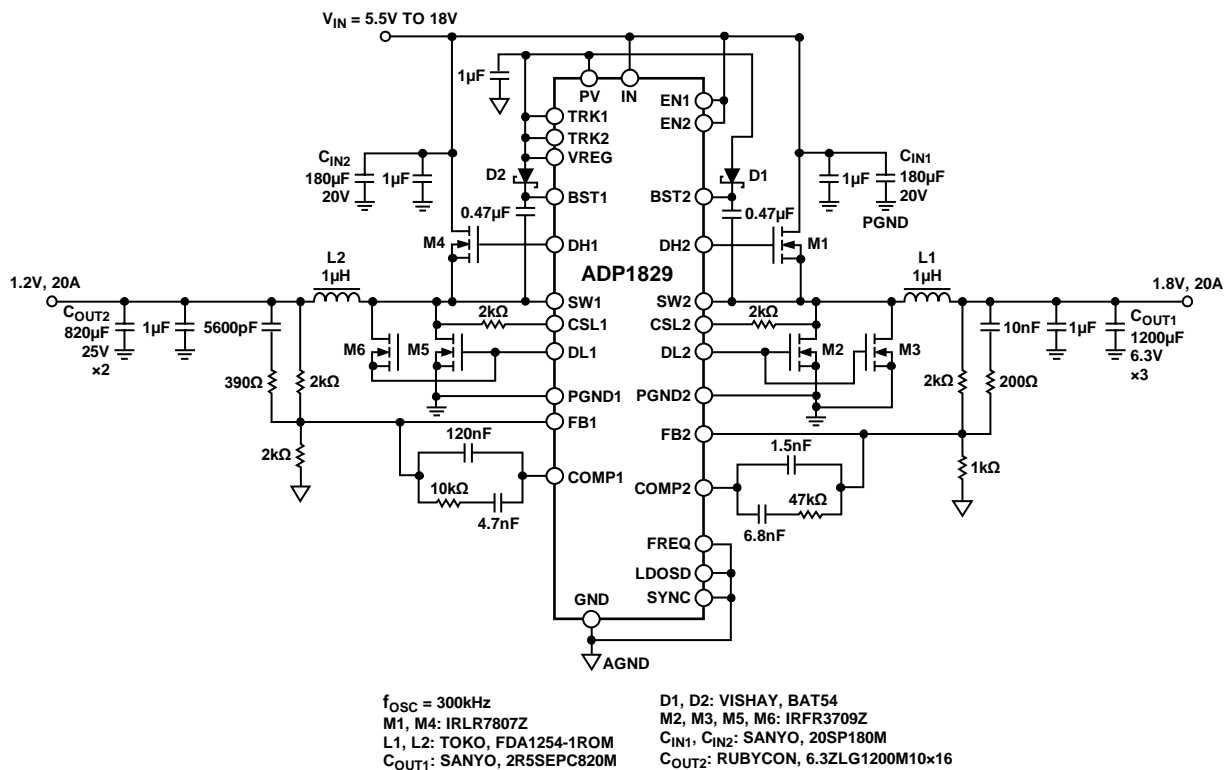 V_IN = 5.5V TO 18V
1µF
PV
IN
EN1
EN2
TRK1
TRK2
VREG
D2
D1
C_IN2
180µF
20V
1µF
1µF
C_IN1
180µF
20V
PGND
BST1
BST2
0.47µF
0.47µF
M4
DH1
DH2
M1
ADP1829
1.2V, 20A
L2
1µH
SW1
SW2
L1
1µH
1.8V, 20A
C_OUT2
820µF
25V
×2
1µF
5600pF
2kΩ
CSL1
CSL2
2kΩ
10nF
1µF
C_OUT1
1200µF
6.3V
×3
M6
M5
DL1
DL2
M2
M3
390Ω
2kΩ
2kΩ
200Ω
PGND1
PGND2
FB1
FB2
2kΩ
120nF
10kΩ
4.7nF
COMP1
COMP2
1.5nF
47kΩ
6.8nF
1kΩ
FREQ
LDOSD
SYNC
GND
AGND
f_OSC = 300kHz
M1, M4: IRLR7807Z
L1, L2: TOKO, FDA1254-1ROM
C_OUT1: SANYO, 2R5SEPC820M
D1, D2: VISHAY, BAT54
M2, M3, M5, M6: IRFR3709Z
C_IN1, C_IN2: SANYO, 20SP180M
C_OUT2: RUBYCON, 6.3ZLG1200M10×16